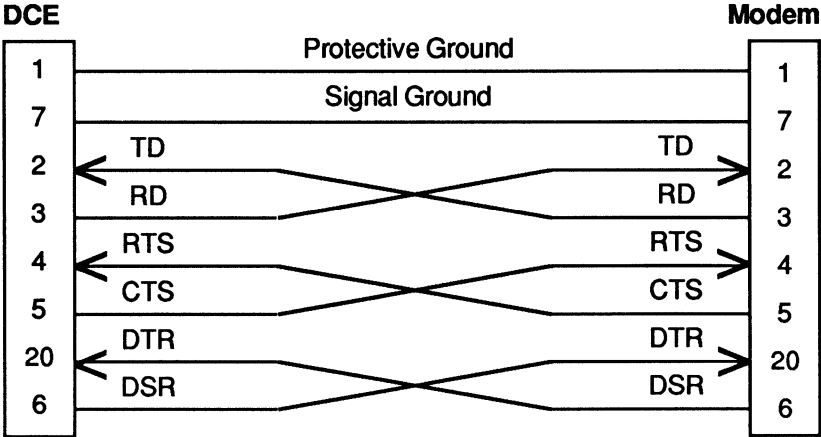 DCE Modem
Protective Ground
1 1
Signal Ground
7 7
TD TD
2 2
RD RD
3 3
RTS RTS
4 4
CTS CTS
5 5
DTR DTR
20 20
DSR DSR
6 6